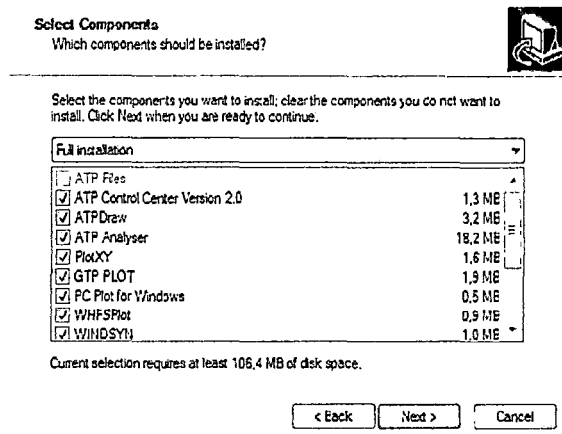 Select Components
Which components should be installed?
Select the components you want to install; clear the components you do not want to
install. Click Next when you are ready to continue.
Full installation
ATP Files
ATP Control Center Version 2.0 1,3 MB
ATPDraw 3,2 MB
ATP Analyser 18,2 MB
PlotXY 1,6 MB
GTP PLOT 1,9 MB
PC Plot for Windows 0,5 MB
WHFSPlot 0,9 MB
WINDSYN 1,0 MB
Current selection requires at least 106,4 MB of disk space.
< Back Next > Cancel